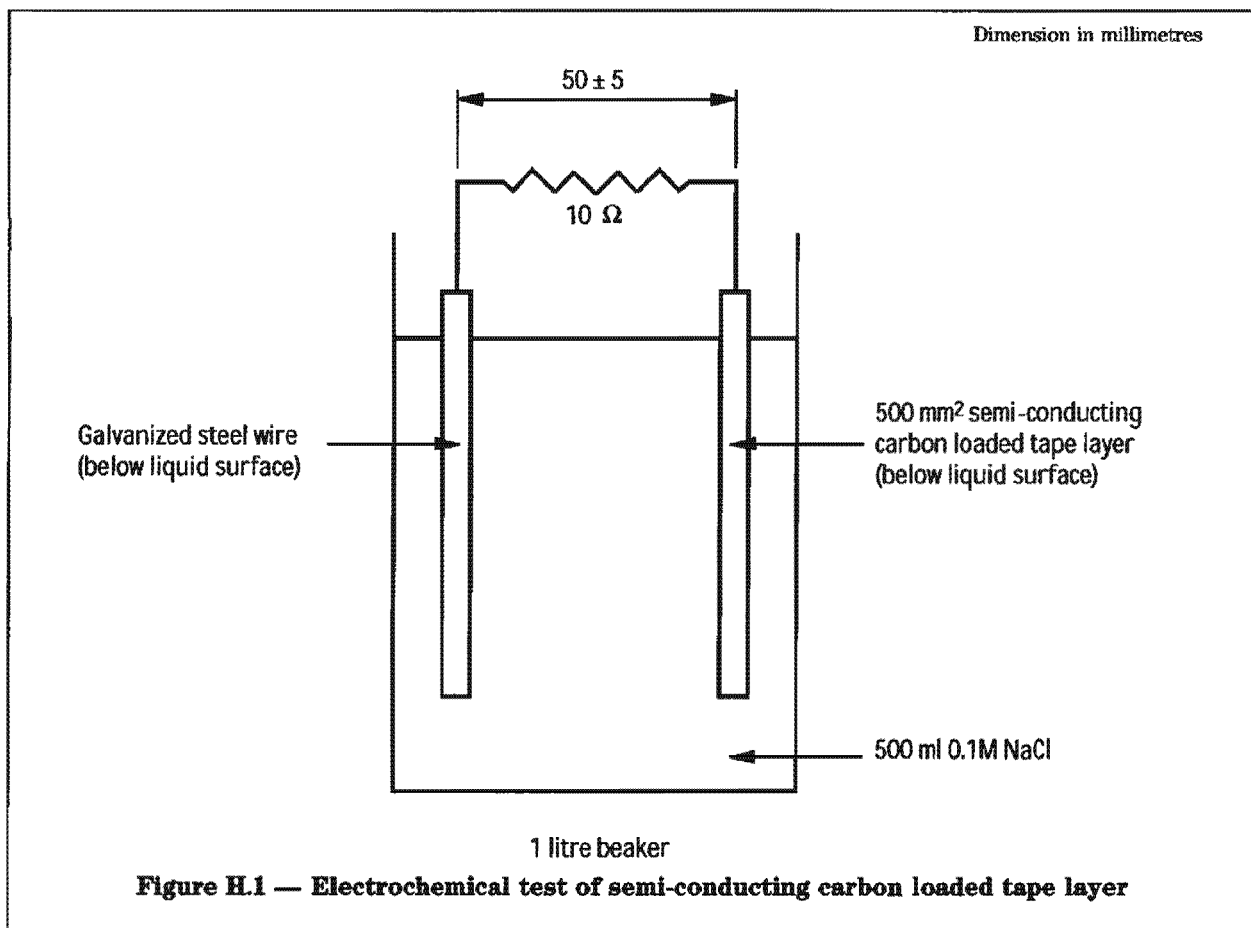 Dimension in millimetres
50 ± 5
10 Ω
Galvanized steel wire
(below liquid surface)
500 mm² semi-conducting
carbon loaded tape layer
(below liquid surface)
500 ml 0.1M NaCl
1 litre beaker
Figure H.1 — Electrochemical test of semi-conducting carbon loaded tape layer